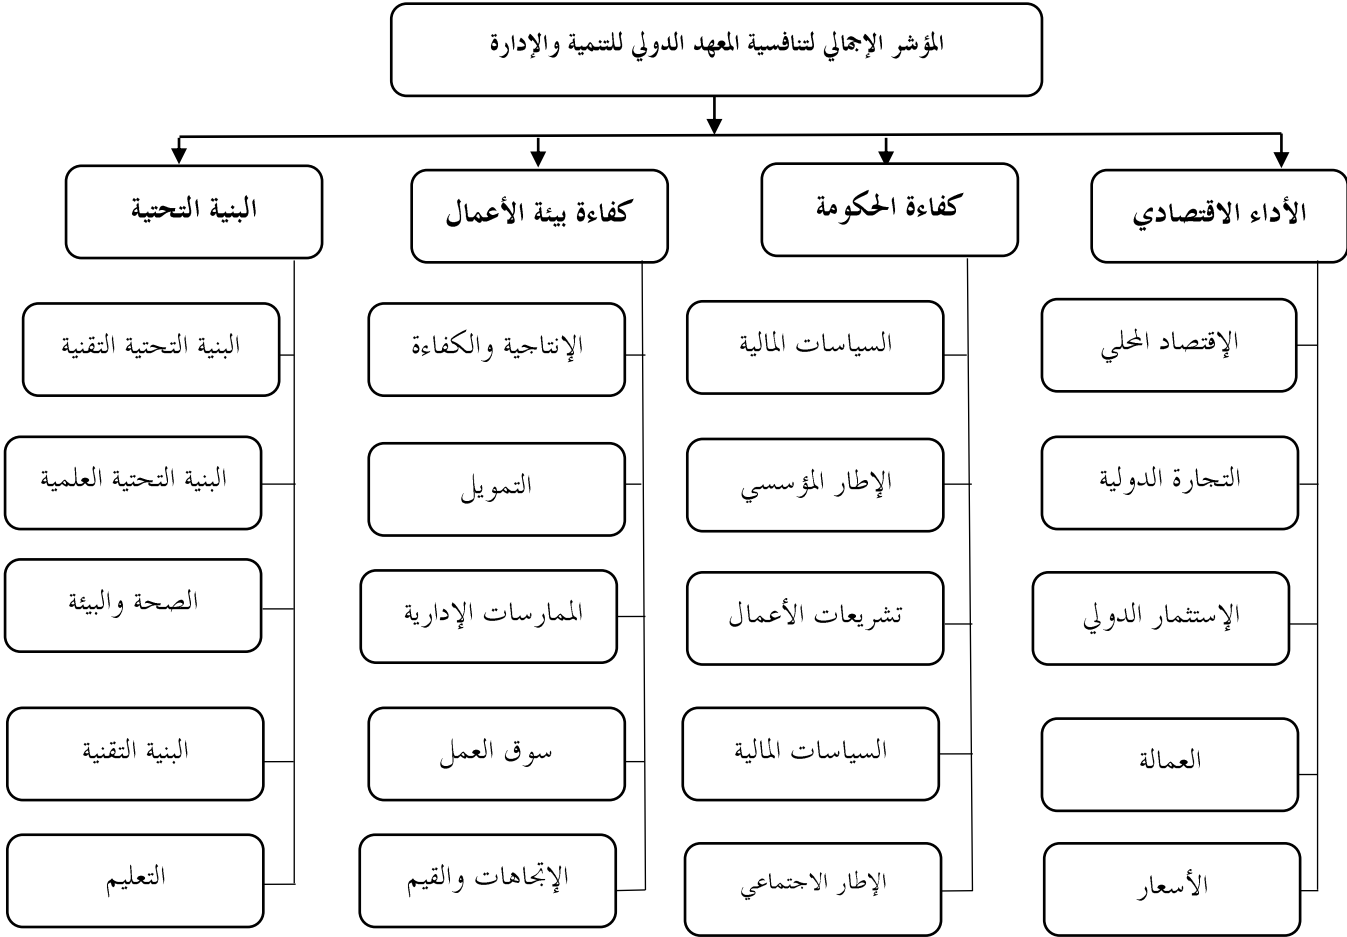 المؤشر الإجمالي لتنافسية المعهد الدولي للتنمية والإدارة
الأداء الاقتصادي
كفاءة الحكومة
كفاءة بيئة الأعمال
البنية التحتية
الإقتصاد المحلي
السياسات المالية
الإنتاجية والكفاءة
البنية التحتية التقنية
التجارة الدولية
الإطار المؤسسي
التمويل
البنية التحتية العلمية
الإستثمار الدولي
تشريعات الأعمال
الممارسات الإدارية
الصحة والبيئة
العمالة
السياسات المالية
سوق العمل
البنية التقنية
الأسعار
الإطار الاجتماعي
الإتجاهات والقيم
التعليم